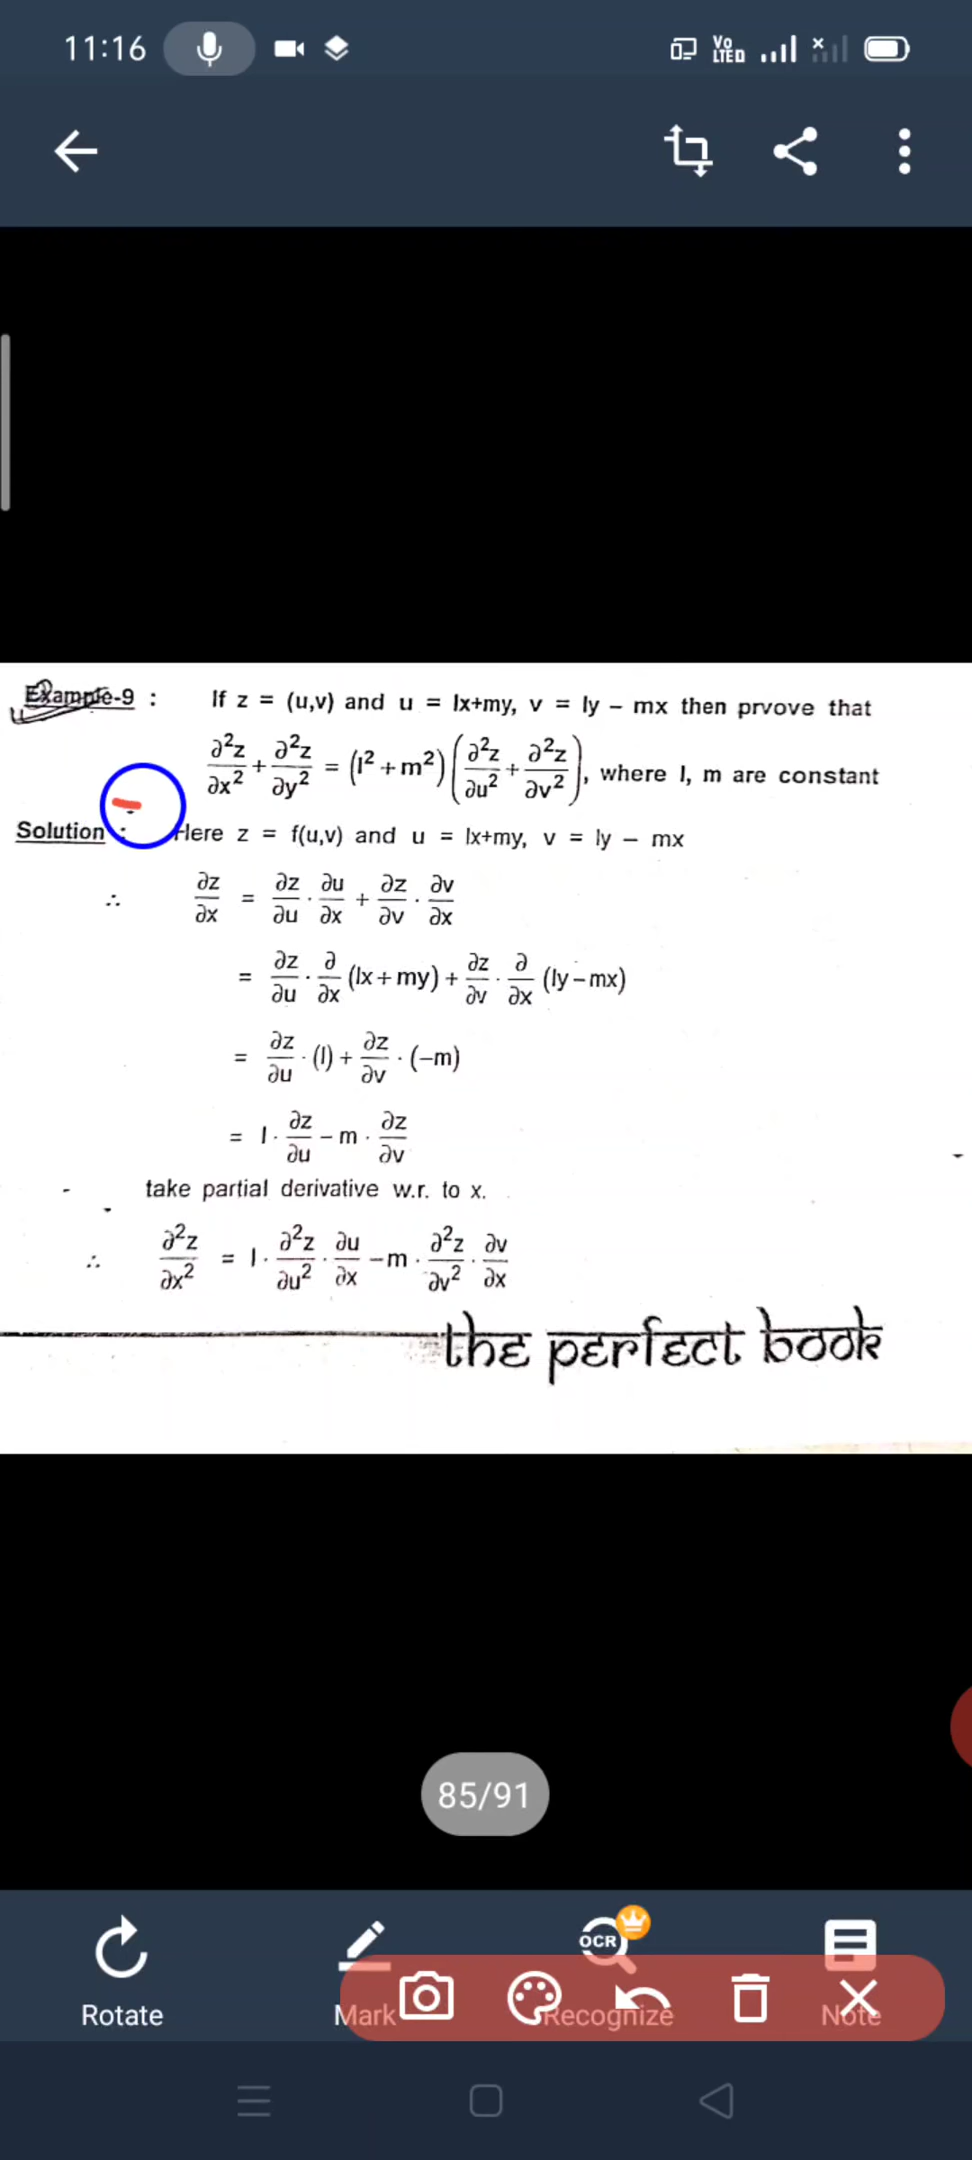 11:16
Vo LTED
Example-9 : If z = (u,v) and u = lx+my, v = ly – mx then prvove that
∂²z/∂x² + ∂²z/∂y² = (l² + m²) (∂²z/∂u² + ∂²z/∂v²), where l, m are constant
Solution : Here z = f(u,v) and u = lx+my, v = ly – mx
∴ ∂z/∂x = ∂z/∂u · ∂u/∂x + ∂z/∂v · ∂v/∂x
= ∂z/∂u · ∂/∂x (lx + my) + ∂z/∂v · ∂/∂x (ly – mx)
= ∂z/∂u · (l) + ∂z/∂v · (–m)
= l · ∂z/∂u – m · ∂z/∂v
take partial derivative w.r. to x.
∴ ∂²z/∂x² = l · ∂²z/∂u² · ∂u/∂x – m · ∂²z/∂v² · ∂v/∂x
the perfect book
85/91
OCR
Rotate Mark Recognize Note